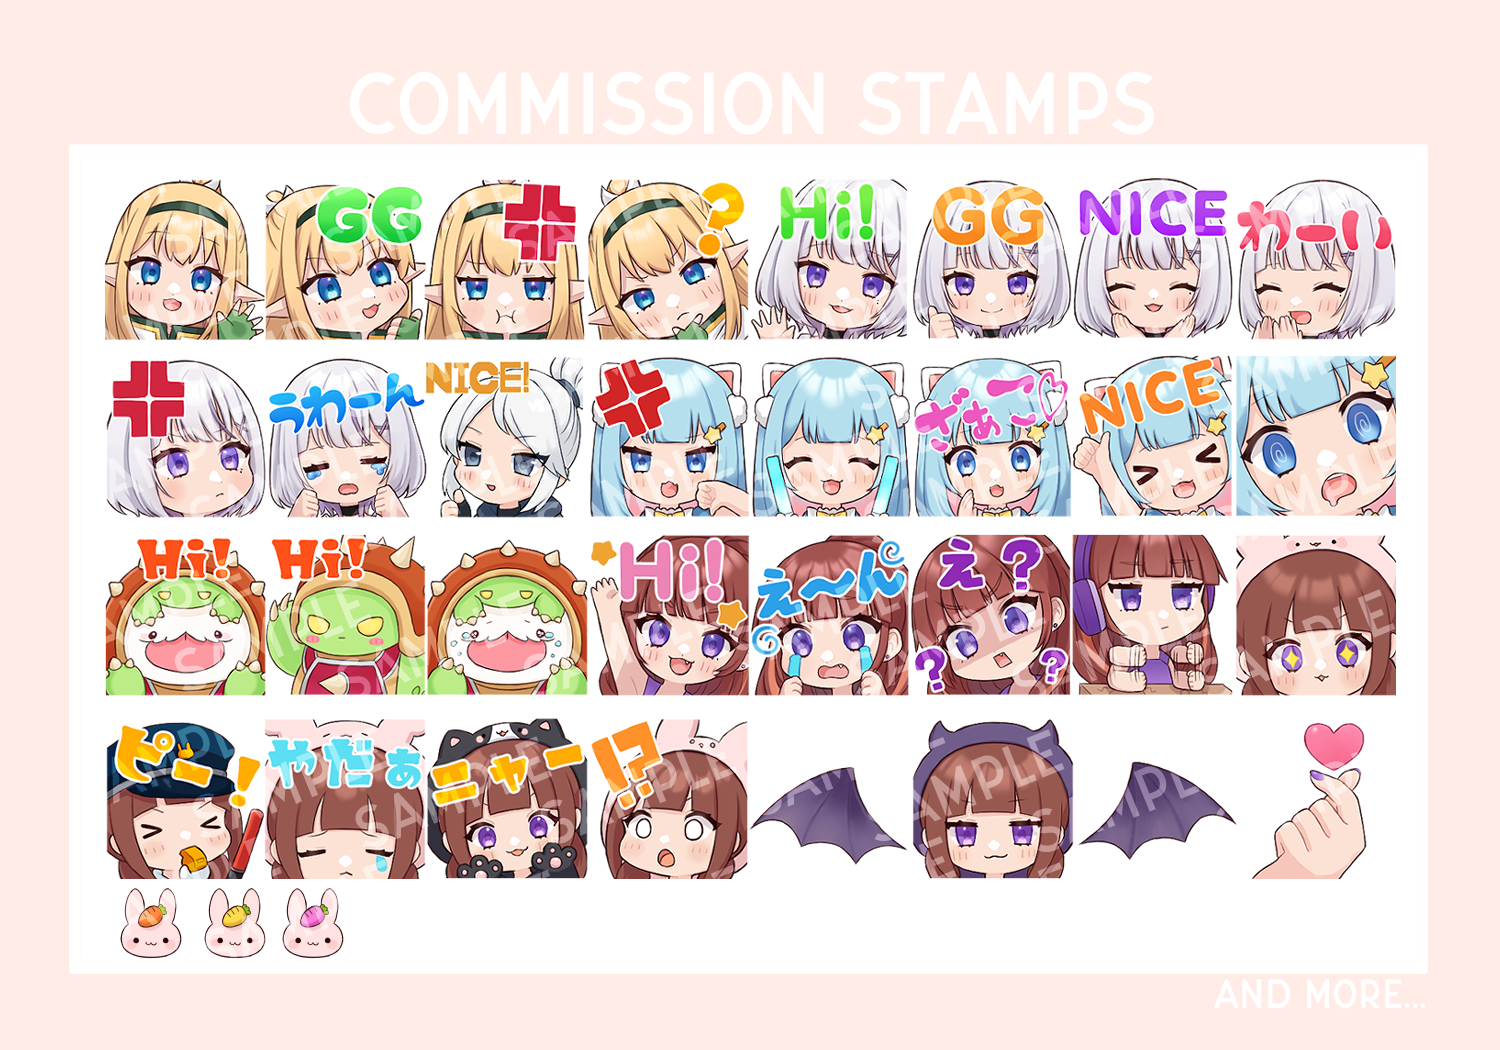 COMMISSION STAMPS
GG
?
Hi!
GG
NICE
わーい
うわーん
NICE!
ざぁこ♡
NICE
Hi!
Hi!
Hi!
え〜ん
え?
? ?
ピー!
やだぁ
ニャー
!?
SAMPLE
AND MORE...